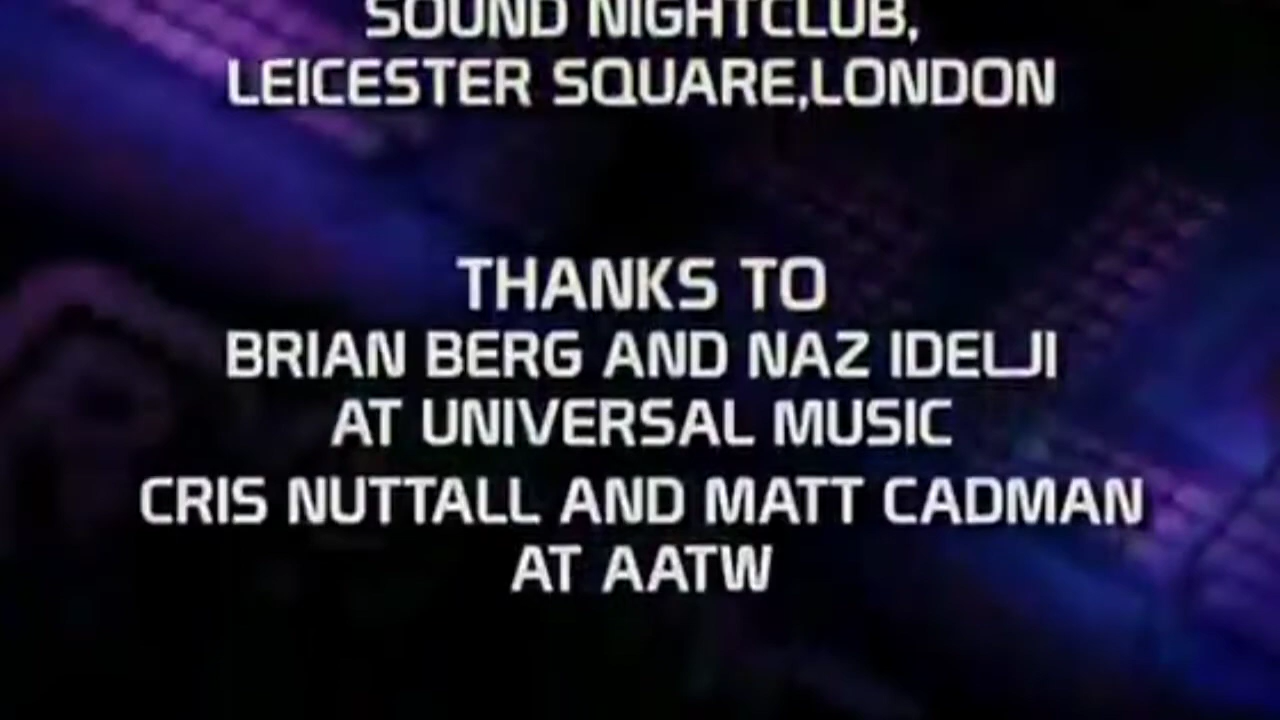 SOUND NIGHTCLUB,
LEICESTER SQUARE,LONDON
THANKS TO
BRIAN BERG AND NAZ IDELJI
AT UNIVERSAL MUSIC
CRIS NUTTALL AND MATT CADMAN
AT AATW